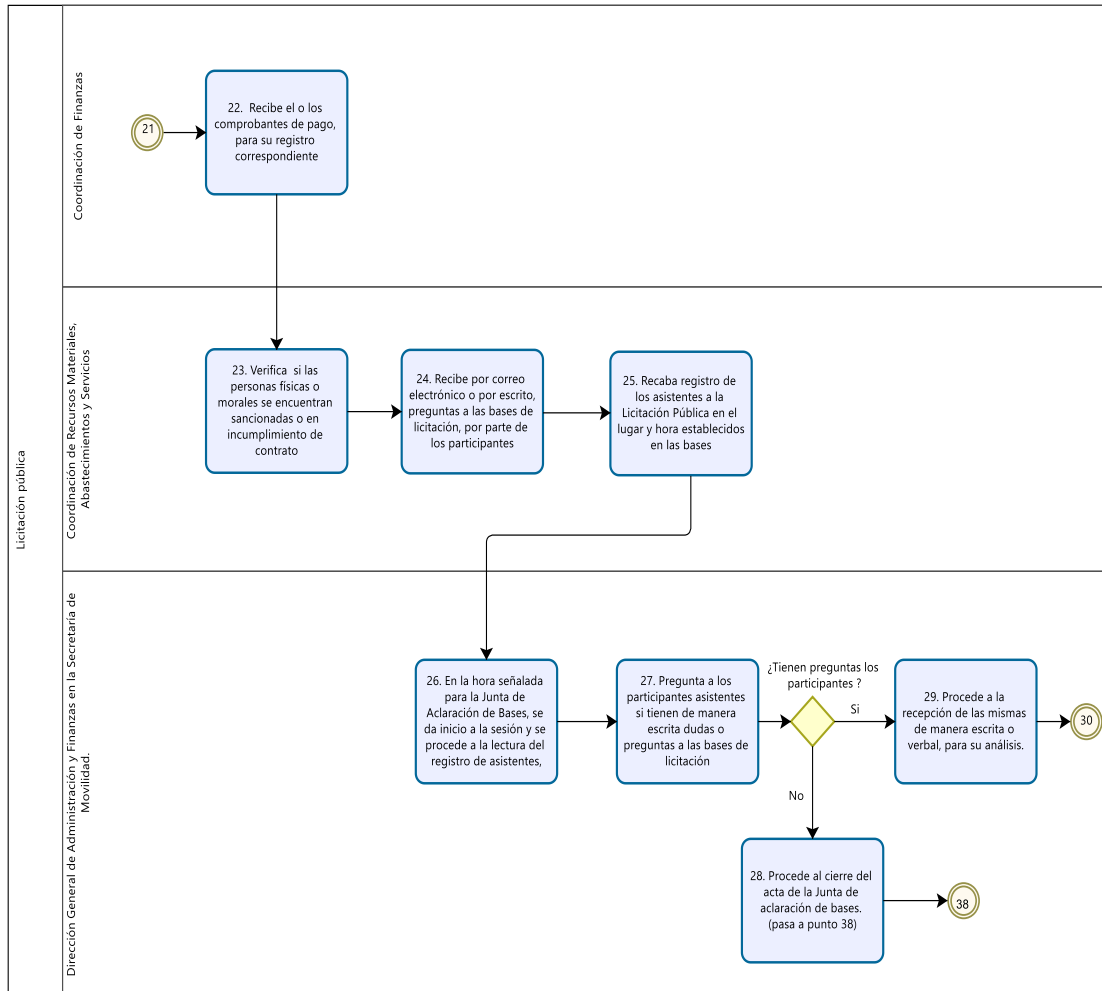 Licitación pública
Coordinación de Finanzas
21
22. Recibe el o los
comprobantes de pago,
para su registro
correspondiente
Coordinación de Recursos Materiales,
Abastecimientos y Servicios
23. Verifica si las
personas físicas o
morales se encuentran
sancionadas o en
incumplimiento de
contrato
24. Recibe por correo
electrónico o por escrito,
preguntas a las bases de
licitación, por parte de
los participantes
25. Recaba registro de
los asistentes a la
Licitación Pública en el
lugar y hora establecidos
en las bases
Dirección General de Administración y Finanzas en la Secretaría de
Movilidad.
26. En la hora señalada
para la Junta de
Aclaración de Bases, se
da inicio a la sesión y se
procede a la lectura del
registro de asistentes,
27. Pregunta a los
participantes asistentes
si tienen de manera
escrita dudas o
preguntas a las bases de
licitación
¿Tienen preguntas los
participantes ?
Si
29. Procede a la
recepción de las mismas
de manera escrita o
verbal, para su análisis.
30
No
28. Procede al cierre del
acta de la Junta de
aclaración de bases.
(pasa a punto 38)
38